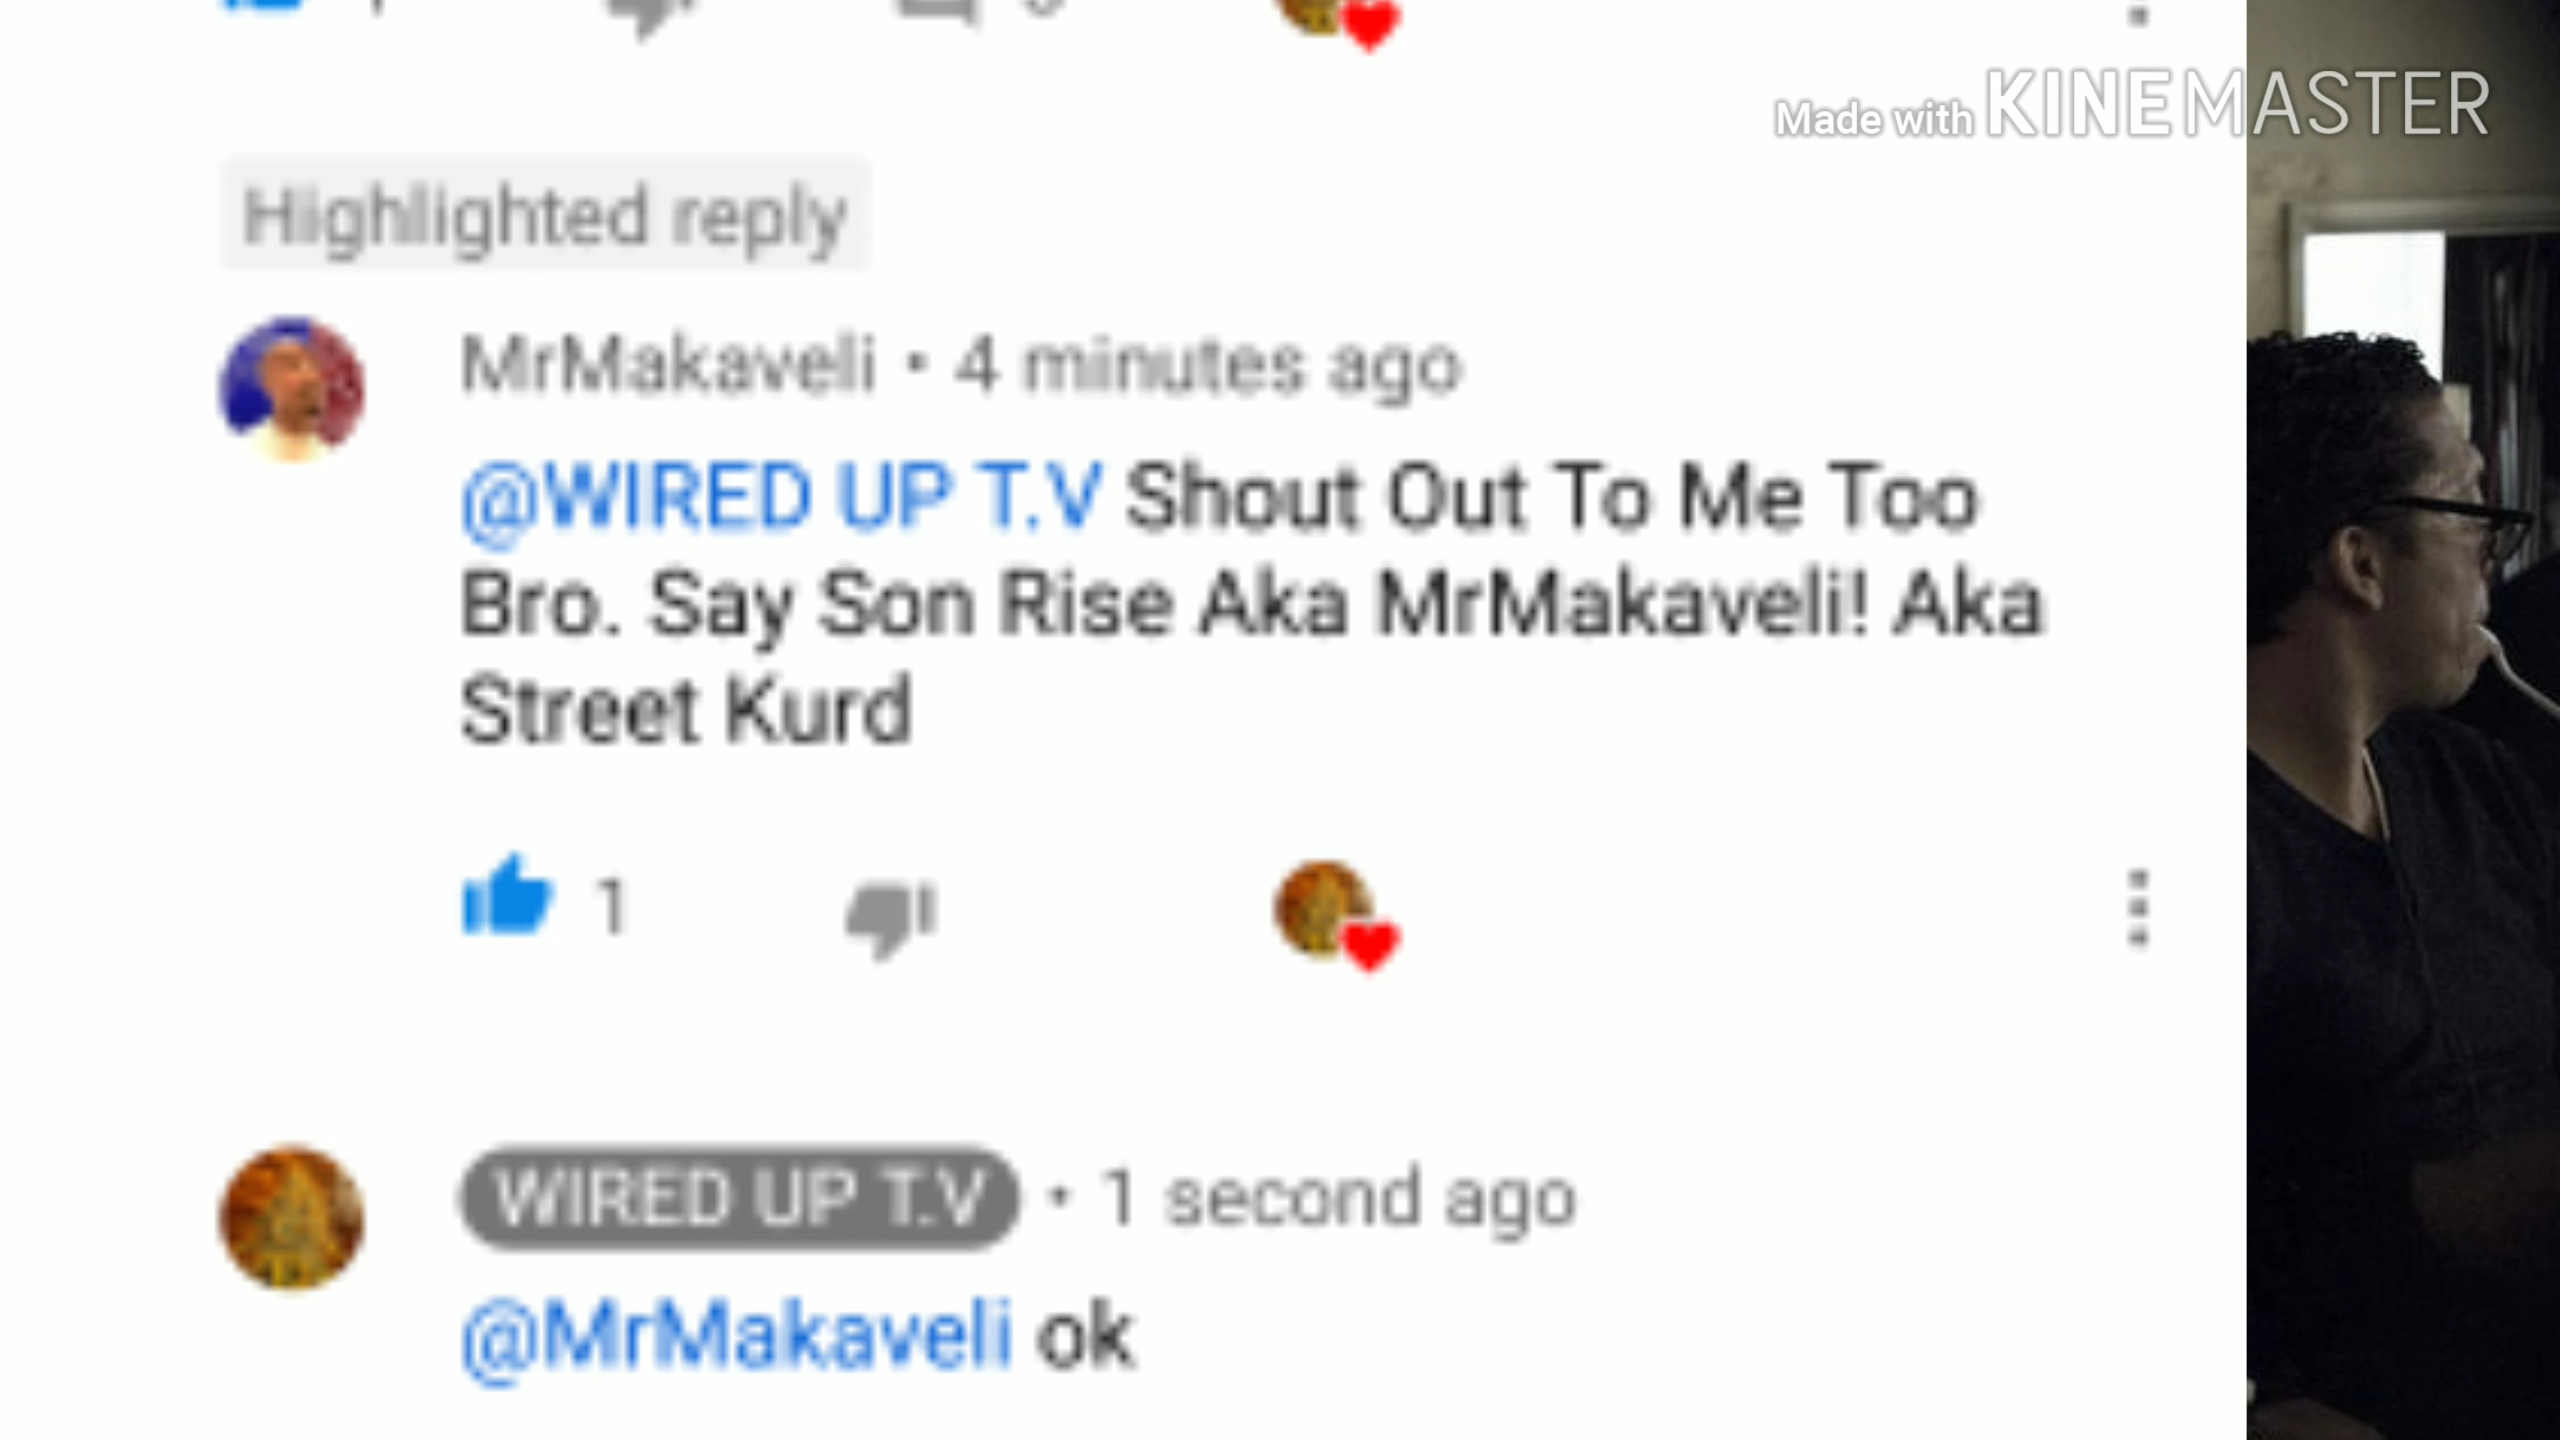 Made with KINEMASTER
Highlighted reply
MrMakaveli • 4 minutes ago
@WIRED UP T.V Shout Out To Me Too
Bro. Say Son Rise Aka MrMakaveli! Aka
Street Kurd
1
WIRED UP T.V • 1 second ago
@MrMakaveli ok